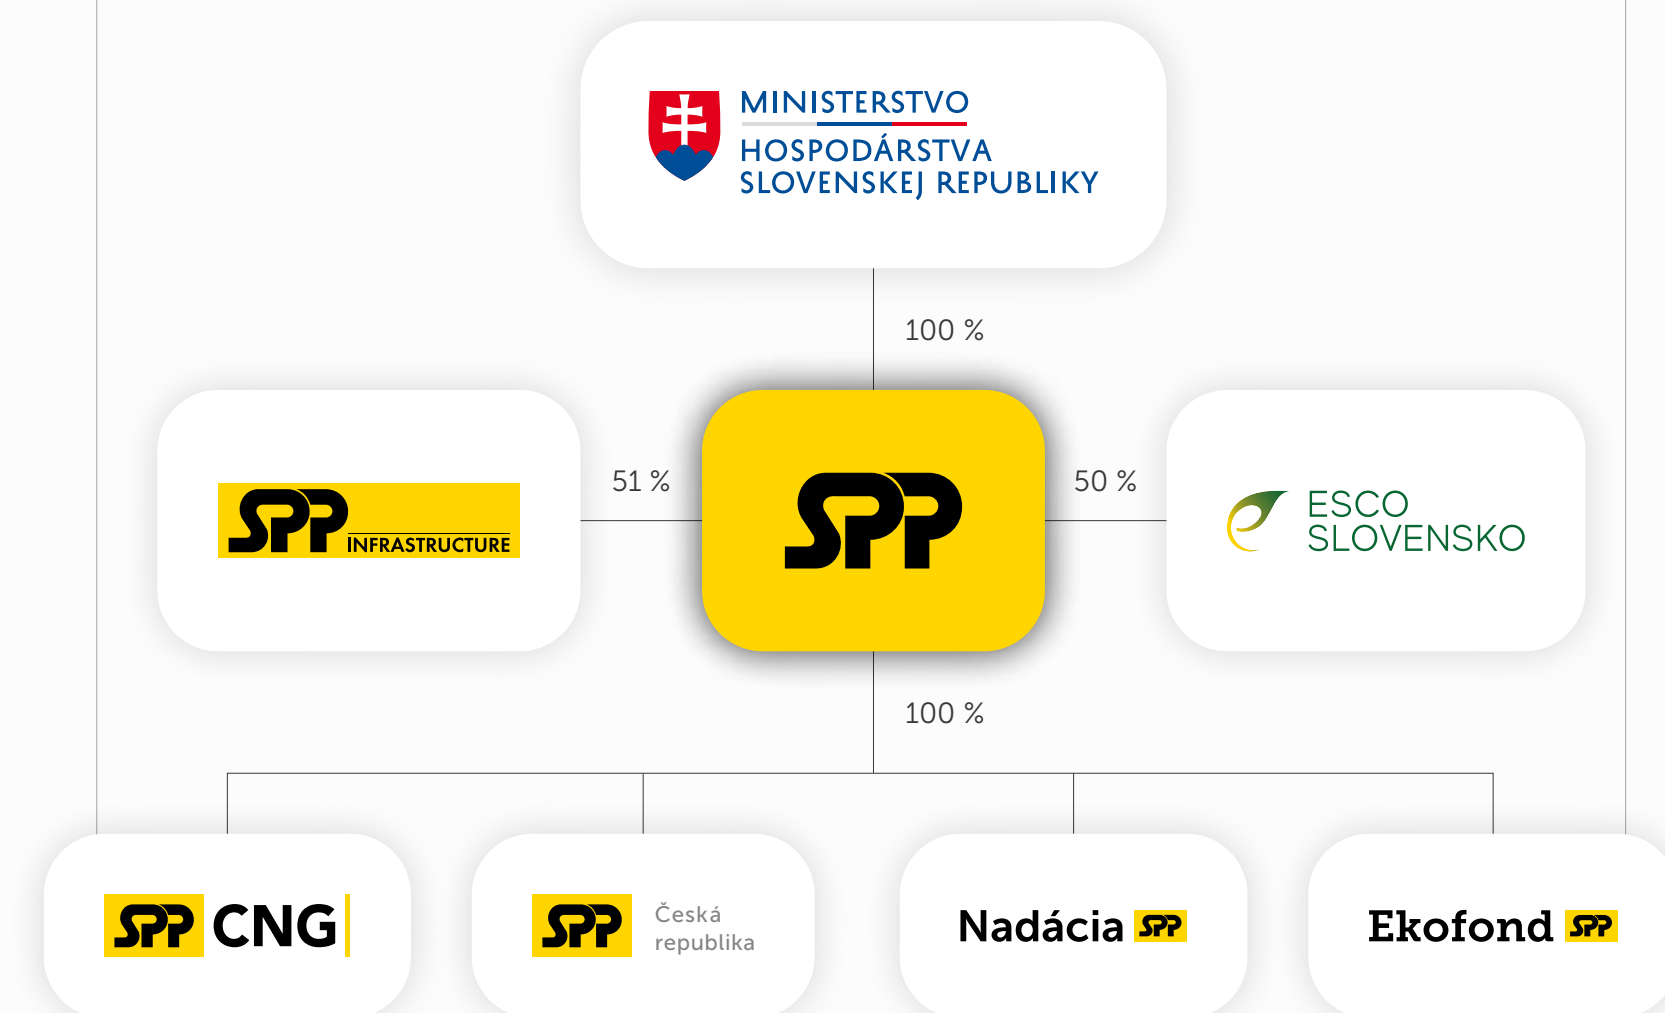 MINISTERSTVO
HOSPODÁRSTVA
SLOVENSKEJ REPUBLIKY
100 %
SPP INFRASTRUCTURE
51 %
SPP
50 %
ESCO
SLOVENSKO
100 %
SPP CNG
SPP Česká
republika
Nadácia SPP
Ekofond SPP